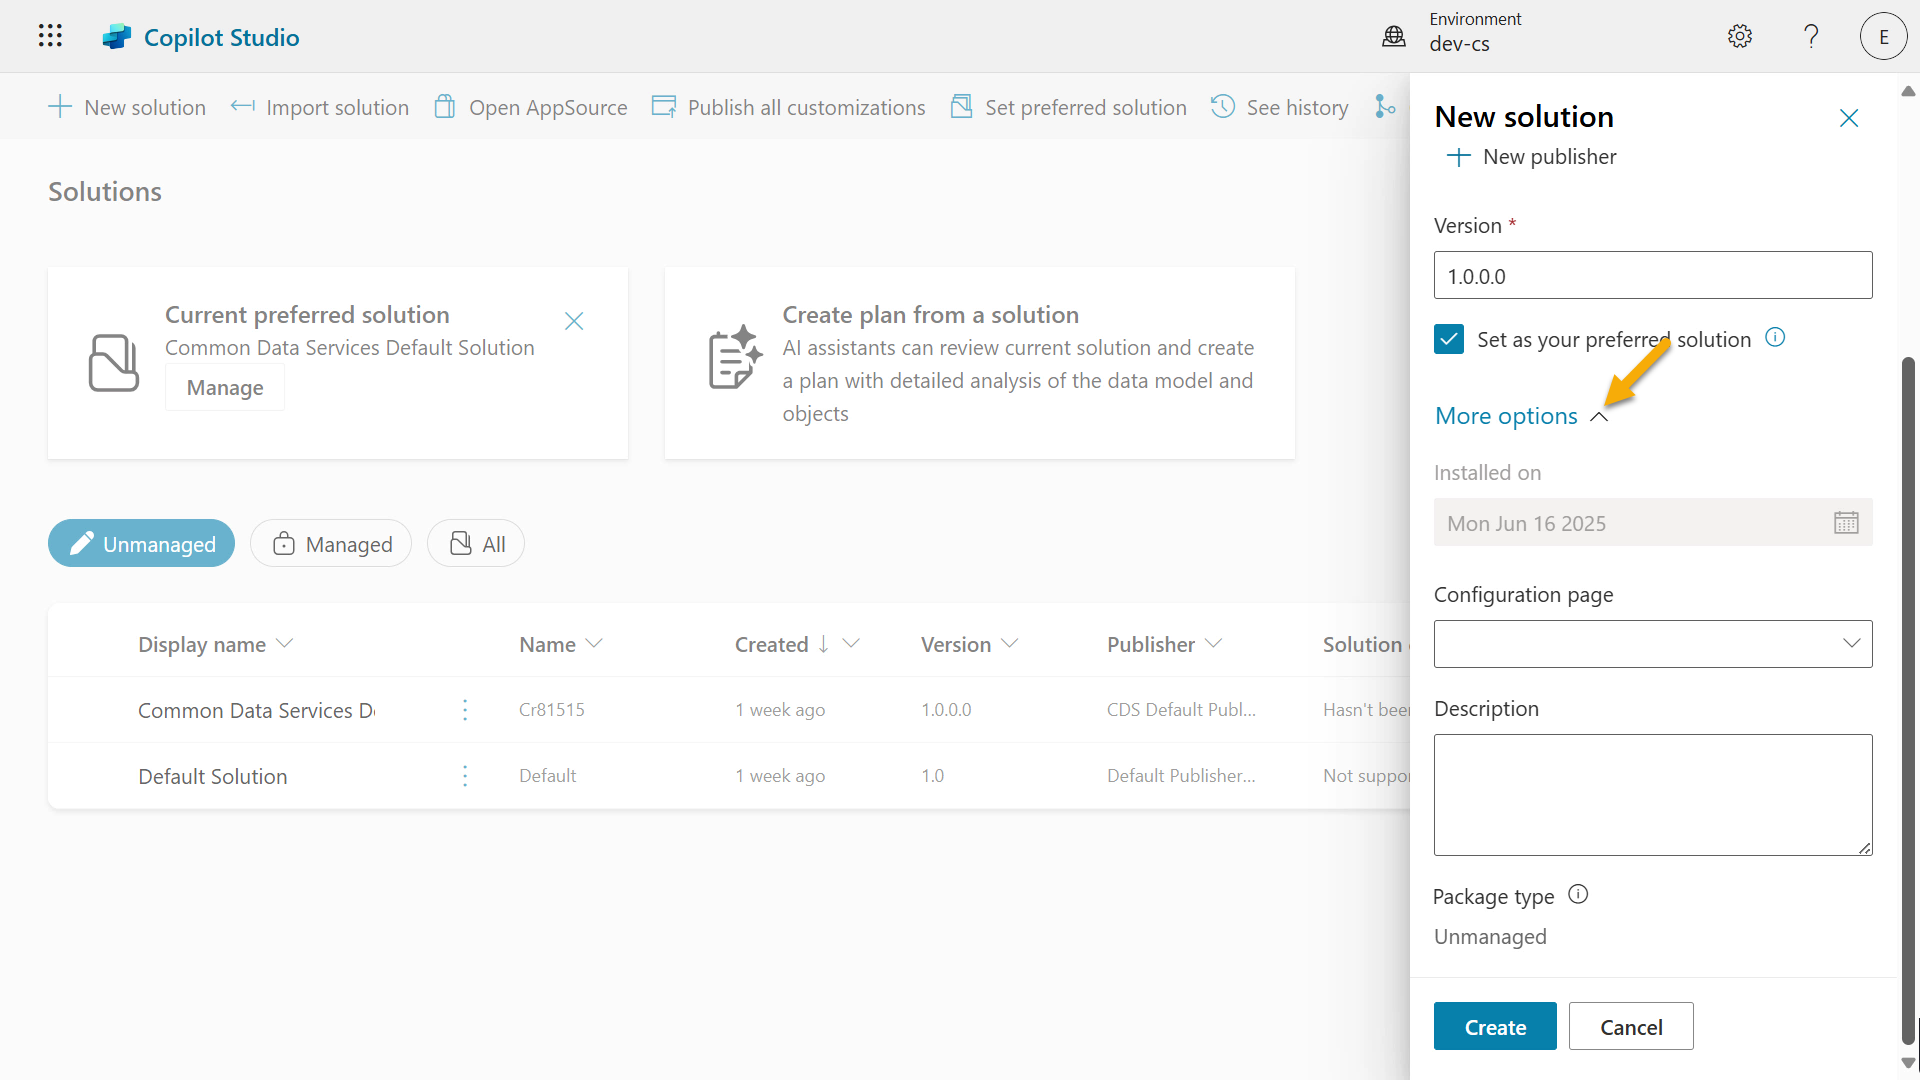 Copilot Studio
Environment
dev-cs
E
New solution
Import solution
Open AppSource
Publish all customizations
Set preferred solution
See history
Solutions
Current preferred solution
Common Data Services Default Solution
Manage
Create plan from a solution
AI assistants can review current solution and create
a plan with detailed analysis of the data model and
objects
Unmanaged
Managed
All
Display name
Name
Created
Version
Publisher
Solution
Common Data Services D
Cr81515
1 week ago
1.0.0.0
CDS Default Publ...
Hasn't bee
Default Solution
Default
1 week ago
1.0
Default Publisher...
Not suppo
New solution
New publisher
Version *
1.0.0.0
Set as your preferred solution
More options
Installed on
Mon Jun 16 2025
Configuration page
Description
Package type
Unmanaged
Create
Cancel